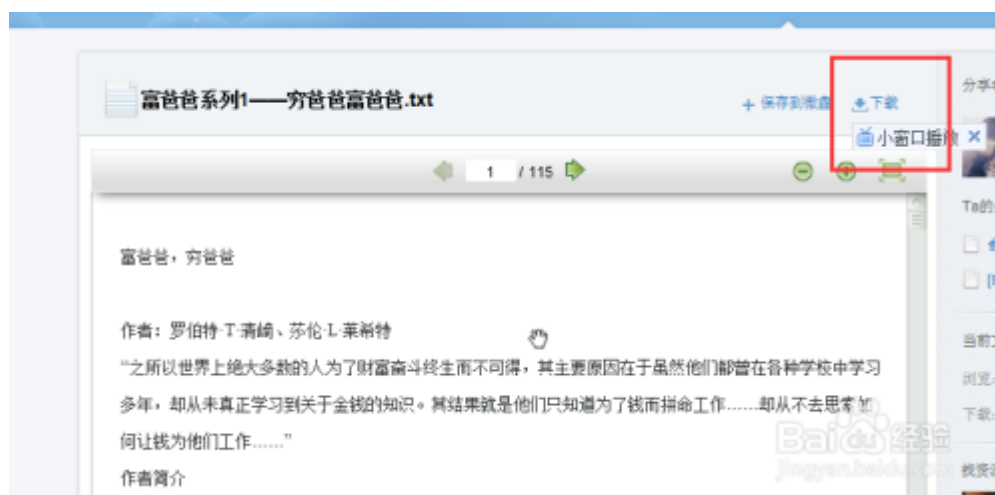 富爸爸系列1——穷爸爸富爸爸.txt
+ 保存到微盘
下载
分享
小窗口播放 ×
1 / 115
Ta的
富爸爸，穷爸爸
作者：罗伯特·T·清崎、莎伦·L·莱希特
“之所以世界上绝大多数的人为了财富奋斗终生而不可得，其主要原因在于虽然他们都曾在各种学校中学习
多年，却从未真正学习到关于金钱的知识。其结果就是他们只知道为了钱而拼命工作……却从不去思索如
何让钱为他们工作……”
作者简介
当前
浏览
下载:
Baidu 经验
jingyan.baidu.com